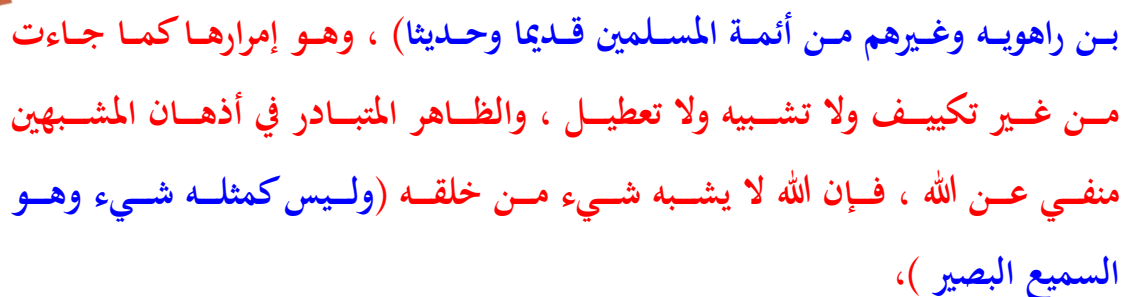 بن راهويه وغيرهم من أئمة المسلمين قديما وحديثا) ، وهو إمرارها كما جاءت
من غير تكييف ولا تشبيه ولا تعطيل ، والظاهر المتبادر في أذهان المشبهين
منفي عن الله ، فإن الله لا يشبه شيء من خلقه (وليس كمثله شيء وهو
السميع البصير )،